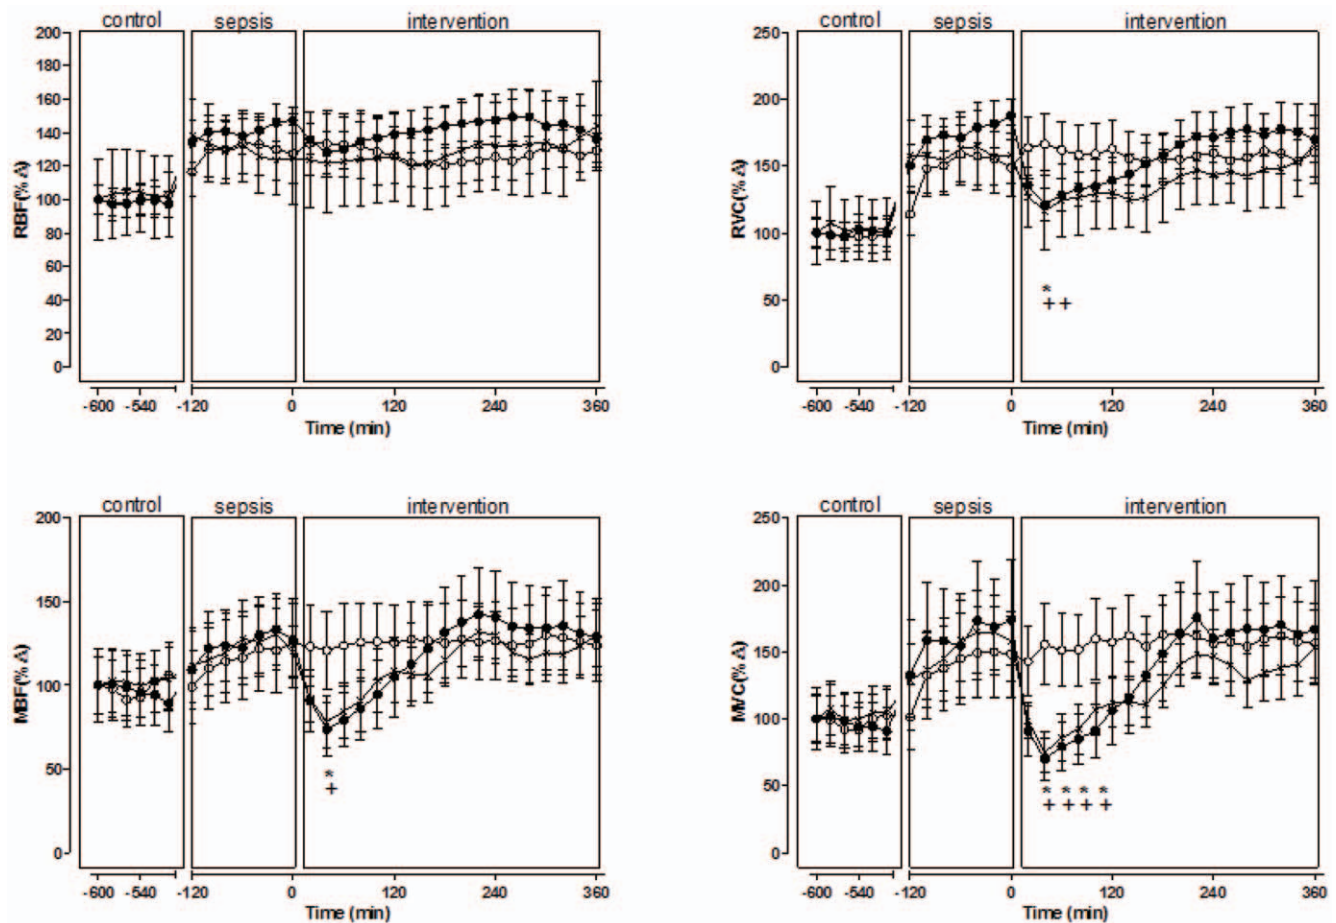 control sepsis intervention
200
180
160
140
120
100
80
60
40
20
0
RBF(% Δ)
-600 -540 -120 0 120 240 360
Time (min)
control sepsis intervention
250
200
150
100
50
0
RVC(% Δ)
*
++
-600 -540 -120 0 120 240 360
Time (min)
control sepsis intervention
200
150
100
50
0
MBF(% Δ)
*
+
-600 -540 -120 0 120 240 360
Time (min)
control sepsis intervention
250
200
150
100
50
0
MVC(% Δ)
* * * *
+ + + +
-600 -540 -120 0 120 240 360
Time (min)